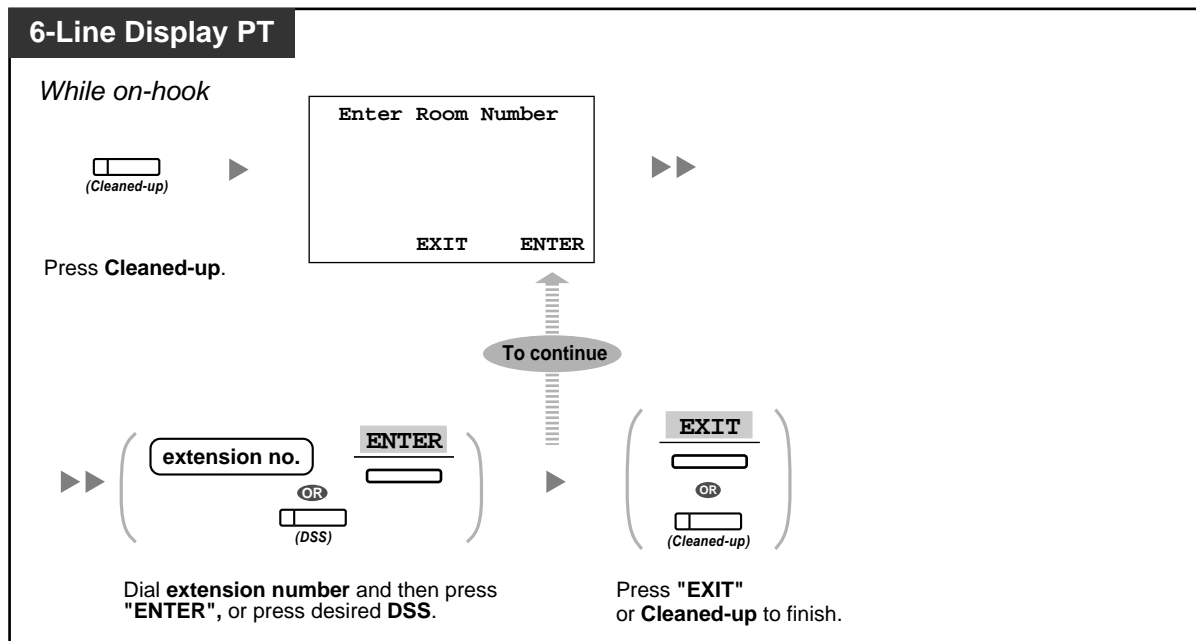 6-Line Display PT
While on-hook
(Cleaned-up)
Press Cleaned-up.
Enter Room Number
EXIT ENTER
To continue
extension no.
OR
(DSS)
ENTER
Dial extension number and then press
"ENTER", or press desired DSS.
EXIT
OR
(Cleaned-up)
Press "EXIT"
or Cleaned-up to finish.